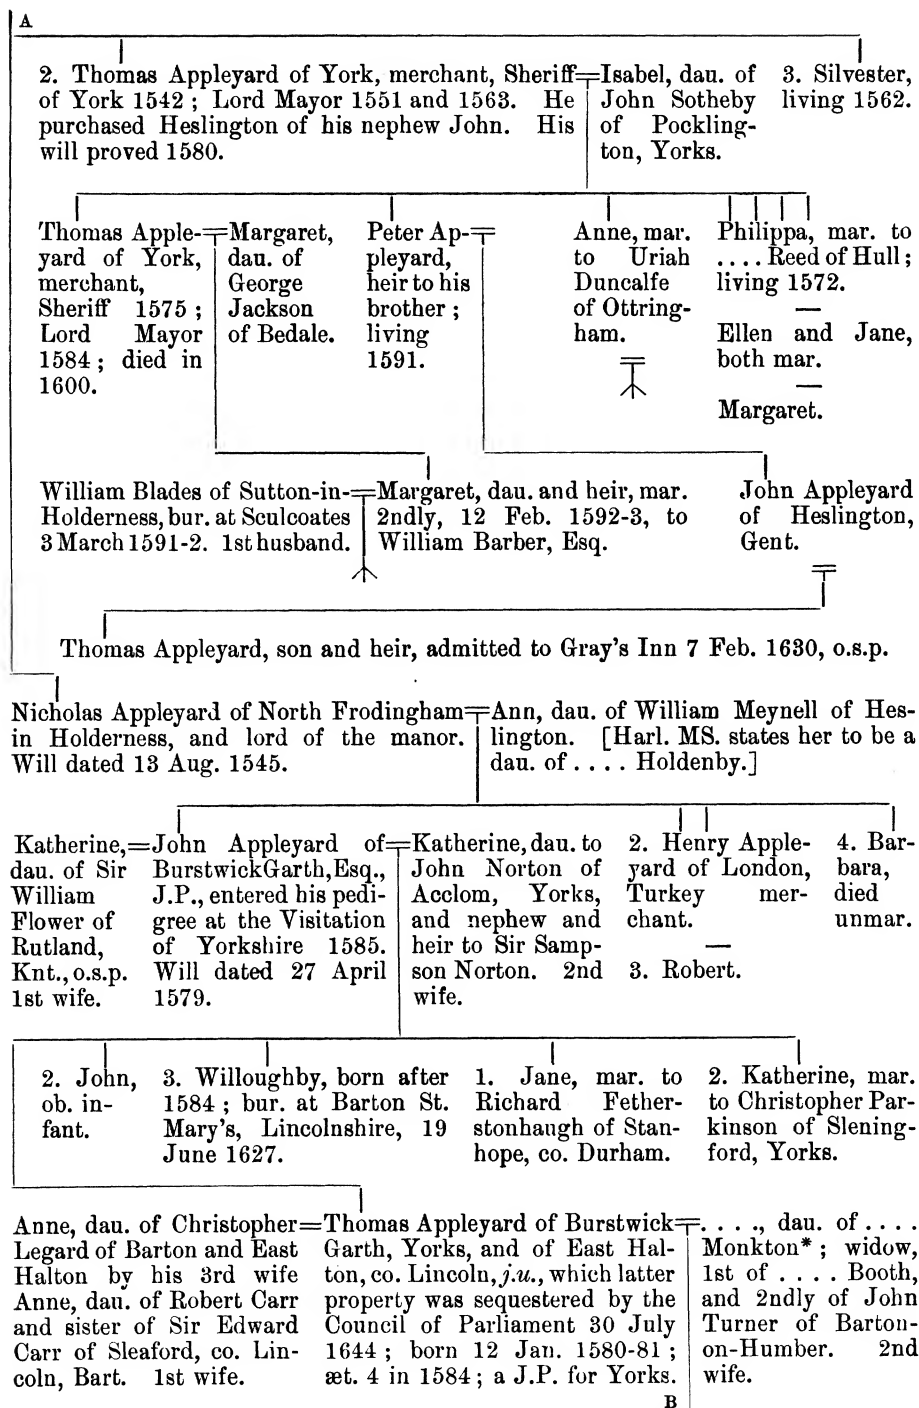 A
2. Thomas Appleyard of York, merchant, Sheriff
of York 1542 ; Lord Mayor 1551 and 1563. He
purchased Heslington of his nephew John. His
will proved 1580.
Isabel, dau. of
John Sotheby
of Pockling-
ton, Yorks.
3. Silvester,
living 1562.
Thomas Apple-
yard of York,
merchant,
Sheriff 1575 ;
Lord Mayor
1584 ; died in
1600.
Margaret,
dau. of
George
Jackson
of Bedale.
Peter Ap-
pleyard,
heir to his
brother ;
living
1591.
Anne, mar.
to Uriah
Duncalfe
of Ottring-
ham.
Philippa, mar. to
.... Reed of Hull ;
living 1572.
—
Ellen and Jane,
both mar.
—
Margaret.
William Blades of Sutton-in-
Holderness, bur. at Sculcoates
3 March 1591-2. 1st husband.
Margaret, dau. and heir, mar.
2ndly, 12 Feb. 1592-3, to
William Barber, Esq.
John Appleyard
of Heslington,
Gent.
Thomas Appleyard, son and heir, admitted to Gray's Inn 7 Feb. 1630, o.s.p.
Nicholas Appleyard of North Frodingham
in Holderness, and lord of the manor.
Will dated 13 Aug. 1545.
Ann, dau. of William Meynell of Hes-
lington. [Harl. MS. states her to be a
dau. of .... Holdenby.]
Katherine,=
dau. of Sir
William
Flower of
Rutland,
Knt., o.s.p.
1st wife.
John Appleyard of
Burstwick Garth, Esq.,
J.P., entered his pedi-
gree at the Visitation
of Yorkshire 1585.
Will dated 27 April
1579.
Katherine, dau. to
John Norton of
Acclom, Yorks,
and nephew and
heir to Sir Samp-
son Norton. 2nd
wife.
2. Henry Apple-
yard of London,
Turkey mer-
chant.
—
3. Robert.
4. Bar-
bara,
died
unmar.
2. John,
ob. in-
fant.
3. Willoughby, born after
1584 ; bur. at Barton St.
Mary's, Lincolnshire, 19
June 1627.
1. Jane, mar. to
Richard Fether-
stonhaugh of Stan-
hope, co. Durham.
2. Katherine, mar.
to Christopher Par-
kinson of Slening-
ford, Yorks.
Anne, dau. of Christopher=
Legard of Barton and East
Halton by his 3rd wife
Anne, dau. of Robert Carr
and sister of Sir Edward
Carr of Sleaford, co. Lin-
coln, Bart. 1st wife.
Thomas Appleyard of Burstwick
Garth, Yorks, and of East Hal-
ton, co. Lincoln, j.u., which latter
property was sequestered by the
Council of Parliament 30 July
1644 ; born 12 Jan. 1580-81 ;
æt. 4 in 1584 ; a J.P. for Yorks.
...., dau. of ....
Monkton* ; widow,
1st of .... Booth,
and 2ndly of John
Turner of Barton-
on-Humber. 2nd
wife.
B